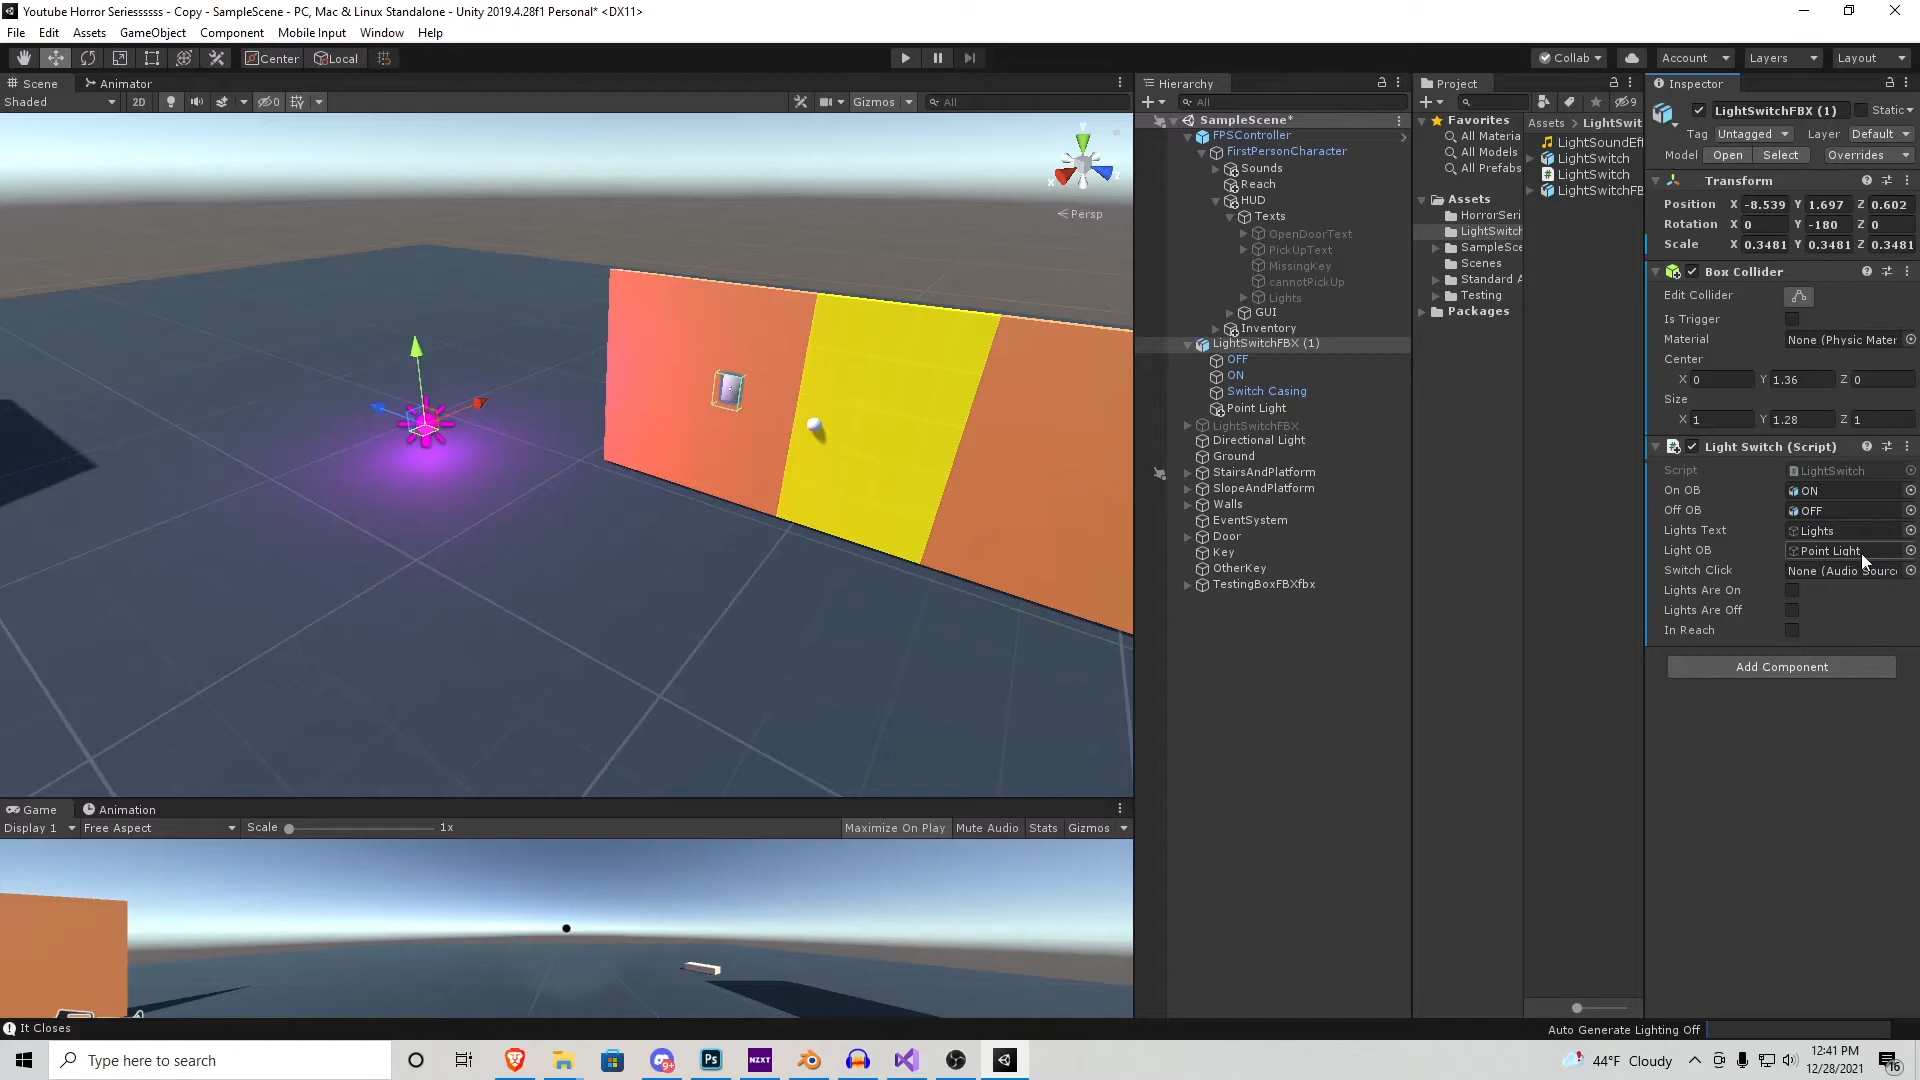 Youtube Horror Seriessssss - Copy - SampleScene - PC, Mac & Linux Standalone - Unity 2019.4.28f1 Personal* <DX11>
File Edit Assets GameObject Component Mobile Input Window Help
Center Local Collab Account Layers Layout
Scene Animator
Shaded 2D 0 Gizmos All
y
x
z
Persp
Game Animation
Display 1 Free Aspect Scale 1x Maximize On Play Mute Audio Stats Gizmos
Hierarchy
All
SampleScene*
FPSController
FirstPersonCharacter
Sounds
Reach
HUD
Texts
OpenDoorText
PickUpText
MissingKey
cannotPickUp
Lights
GUI
Inventory
LightSwitchFBX (1)
OFF
ON
Switch Casing
Point Light
LightSwitchFBX
Directional Light
Ground
StairsAndPlatform
SlopeAndPlatform
Walls
EventSystem
Door
Key
OtherKey
TestingBoxFBXfbx
Project
9
Favorites
All Materia
All Models
All Prefabs
Assets
HorrorSeri
LightSwitch
SampleSce
Scenes
Standard A
Testing
Packages
Assets > LightSwit
LightSoundEff
LightSwitch
LightSwitch
LightSwitchFB
Inspector
LightSwitchFBX (1) Static
Tag Untagged Layer Default
Model Open Select Overrides
Transform
Position X -8.539 Y 1.697 Z 0.602
Rotation X 0 Y -180 Z 0
Scale X 0.3481 Y 0.3481 Z 0.3481
Box Collider
Edit Collider
Is Trigger
Material None (Physic Mater
Center
X 0 Y 1.36 Z 0
Size
X 1 Y 1.28 Z 1
Light Switch (Script)
Script LightSwitch
On OB ON
Off OB OFF
Lights Text Lights
Light OB Point Light
Switch Click None (Audio Sourc
Lights Are On
Lights Are Off
In Reach
Add Component
It Closes Auto Generate Lighting Off
Type here to search
9+
Ps
NZXT
44°F Cloudy
12:41 PM
12/28/2021
16